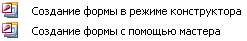 Создание формы в режиме конструктора
Создание формы с помощью мастера